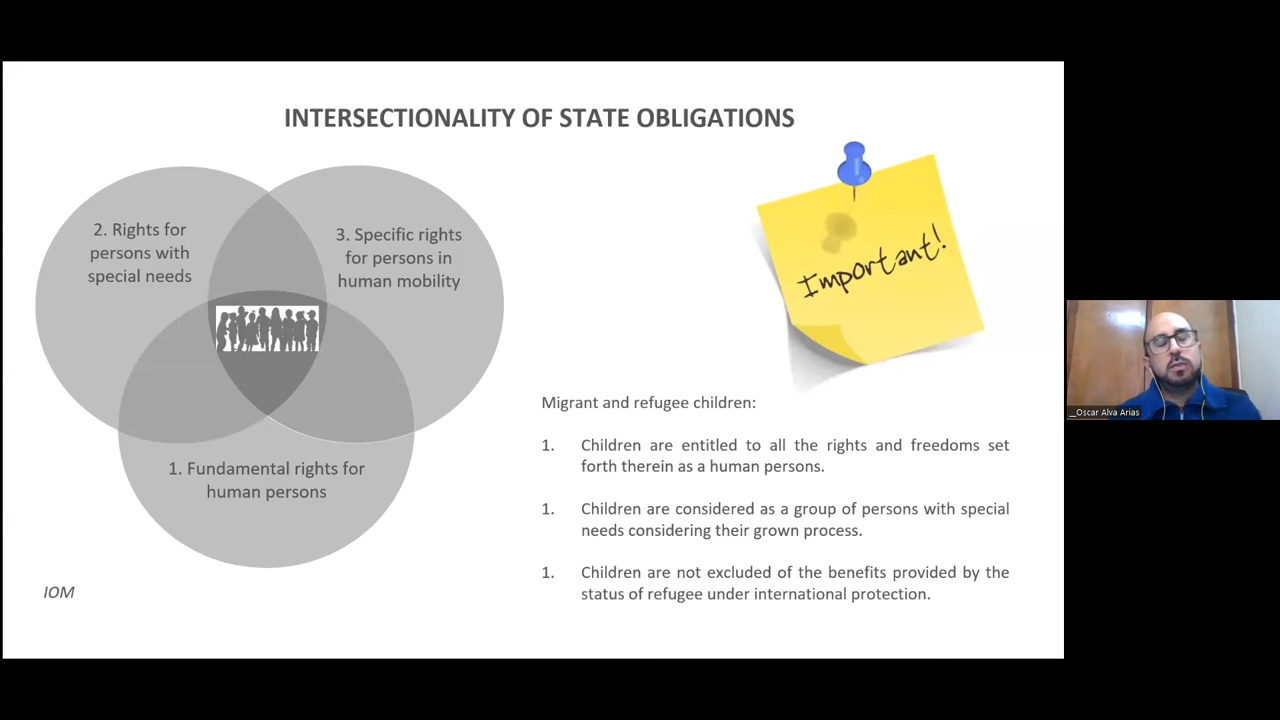 INTERSECTIONALITY OF STATE OBLIGATIONS
2. Rights for
persons with
special needs
3. Specific rights
for persons in
human mobility
1. Fundamental rights for
human persons
IOM
Important!
Migrant and refugee children:
1. Children are entitled to all the rights and freedoms set
forth therein as a human persons.
1. Children are considered as a group of persons with special
needs considering their grown process.
1. Children are not excluded of the benefits provided by the
status of refugee under international protection.
__Oscar Alva Arias